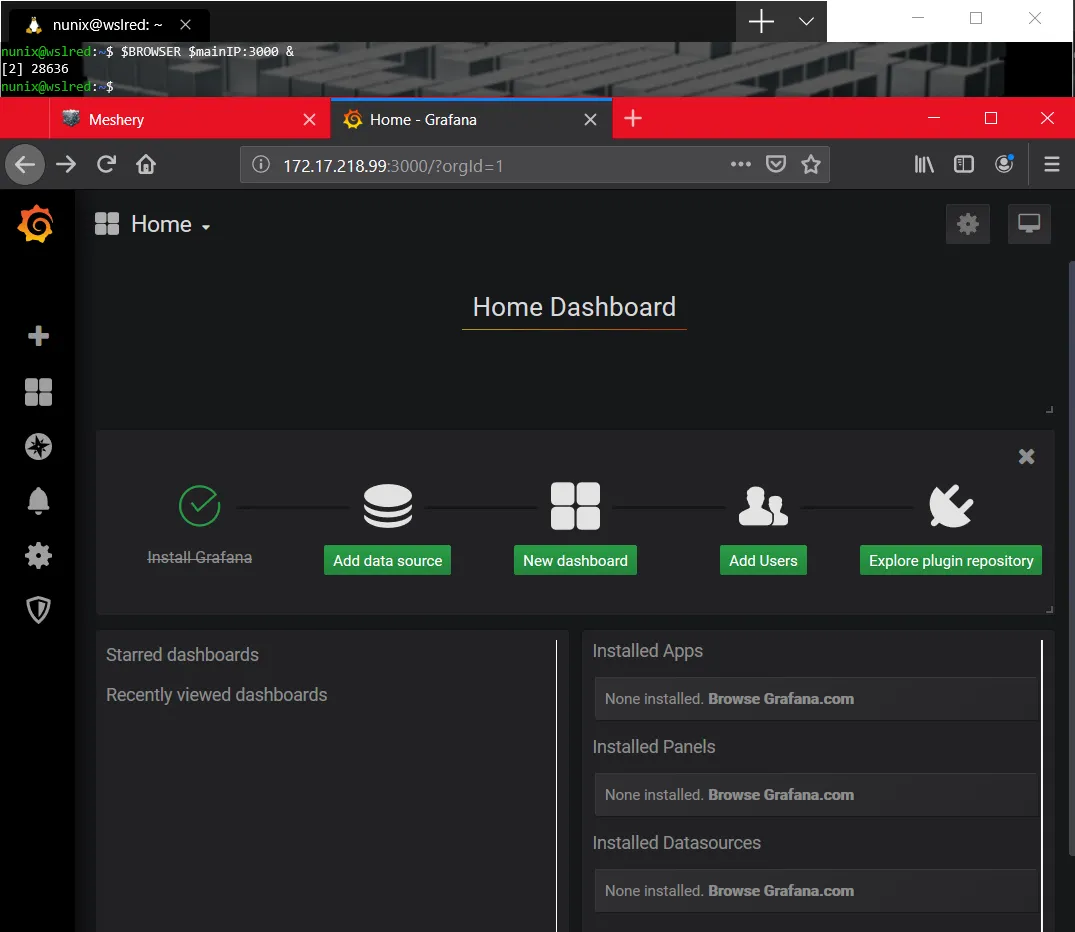 nunix@wslred: ~
nunix@wslred:~$ $BROWSER $mainIP:3000 &
[2] 28636
nunix@wslred:~$
Meshery
Home - Grafana
172.17.218.99:3000/?orgId=1
Home
Home Dashboard
Install Grafana
Add data source
New dashboard
Add Users
Explore plugin repository
Starred dashboards
Recently viewed dashboards
Installed Apps
None installed. Browse Grafana.com
Installed Panels
None installed. Browse Grafana.com
Installed Datasources
None installed. Browse Grafana.com